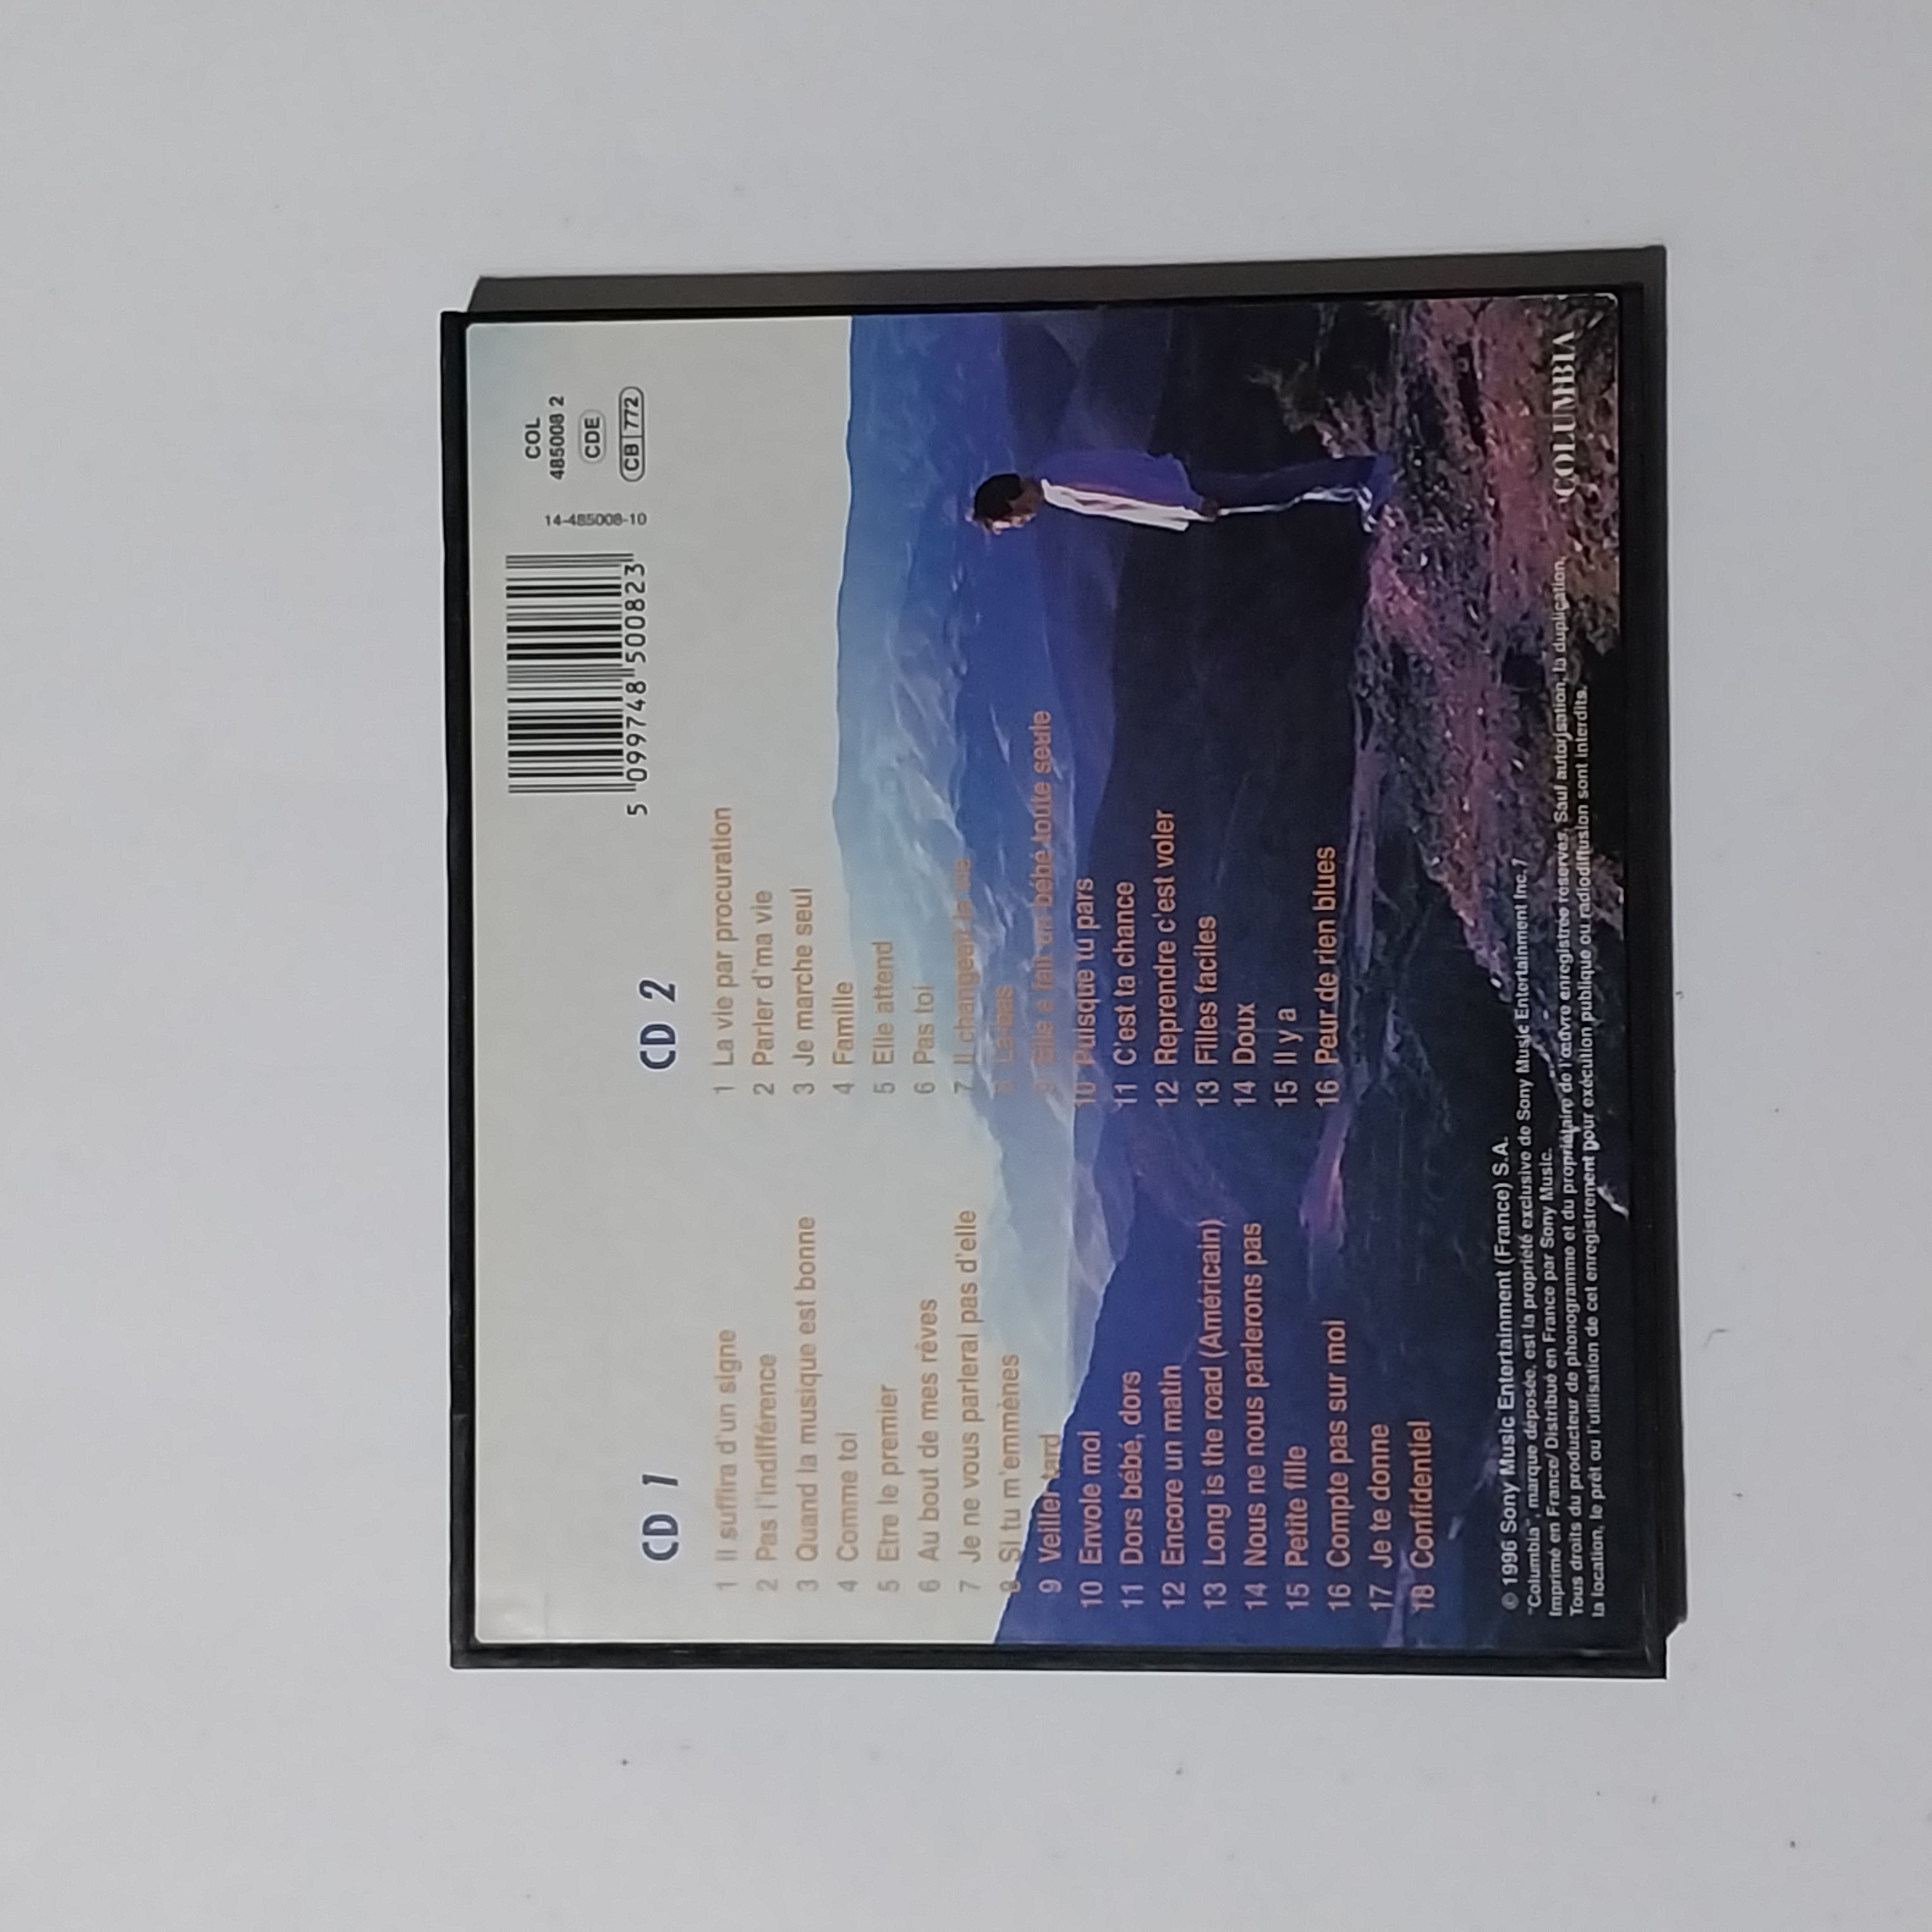 5 099748 500823
14-485008-10
COL
485008 2
CDE
CB 772
CD 1
1 Il suffira d'un signe
2 Pas l'indifférence
3 Quand la musique est bonne
4 Comme toi
5 Etre le premier
6 Au bout de mes rêves
7 Je ne vous parlerai pas d'elle
8 Si tu m'emmènes
9 Veiller tard
10 Envole moi
11 Dors bébé, dors
12 Encore un matin
13 Long is the road (Américain)
14 Nous ne nous parlerons pas
15 Petite fille
16 Compte pas sur moi
17 Je te donne
18 Confidentiel
CD 2
1 La vie par procuration
2 Parler d'ma vie
3 Je marche seul
4 Famille
5 Elle attend
6 Pas toi
7 Il changeait la vie
8 Là-bas
9 Elle a fait un bébé toute seule
10 Puisque tu pars
11 C'est ta chance
12 Reprendre c'est voler
13 Filles faciles
14 Doux
15 Il y a
16 Peur de rien blues
© 1996 Sony Music Entertainment (France) S.A.
"Columbia", marque déposée, est la propriété exclusive de Sony Music Entertainment Inc./
Imprimé en France/ Distribué en France par Sony Music.
Tous droits du producteur de phonogramme et du propriétaire de l'œuvre enregistrée réservés. Sauf autorisation, la duplication,
la location, le prêt ou l'utilisation de cet enregistrement pour exécution publique ou radiodiffusion sont interdits.
COLUMBIA